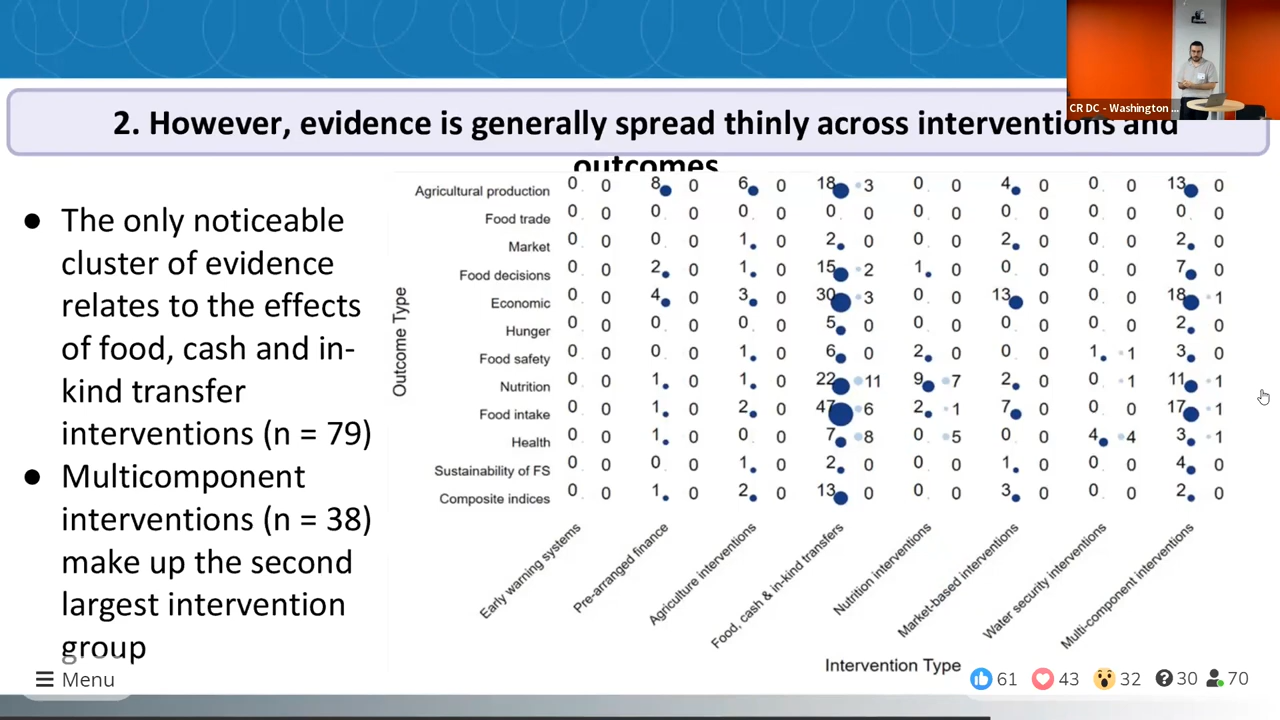 CR DC - Washington ...
2. However, evidence is generally spread thinly across interventions and
outcomes
● The only noticeable
cluster of evidence
relates to the effects
of food, cash and in-
kind transfer
interventions (n = 79)
● Multicomponent
interventions (n = 38)
make up the second
largest intervention
group
Outcome Type
Agricultural production 0 0 8 0 6 0 18 3 0 0 4 0 0 0 13 0
Food trade 0 0 0 0 0 0 0 0 0 0 0 0 0 0 0 0
Market 0 0 0 0 1 0 2 0 0 0 2 0 0 0 2 0
Food decisions 0 0 2 0 1 0 15 2 1 0 0 0 0 0 7 0
Economic 0 0 4 0 3 0 30 3 0 0 13 0 0 0 18 1
Hunger 0 0 0 0 0 0 5 0 0 0 0 0 0 0 2 0
Food safety 0 0 0 0 1 0 6 0 2 0 0 0 1 1 3 0
Nutrition 0 0 1 0 1 0 22 11 9 7 2 0 0 1 11 1
Food intake 0 0 1 0 2 0 47 6 2 1 7 0 0 0 17 1
Health 0 0 1 0 0 0 7 8 0 5 0 0 4 4 3 1
Sustainability of FS 0 0 0 0 1 0 2 0 0 0 1 0 0 0 4 0
Composite indices 0 0 1 0 2 0 13 0 0 0 3 0 0 0 2 0
Early warning systems
Pre-arranged finance
Agriculture interventions
Food, cash & in-kind transfers
Nutrition interventions
Market-based interventions
Water security interventions
Multi-component interventions
Intervention Type
Menu
61 43 32 30 70